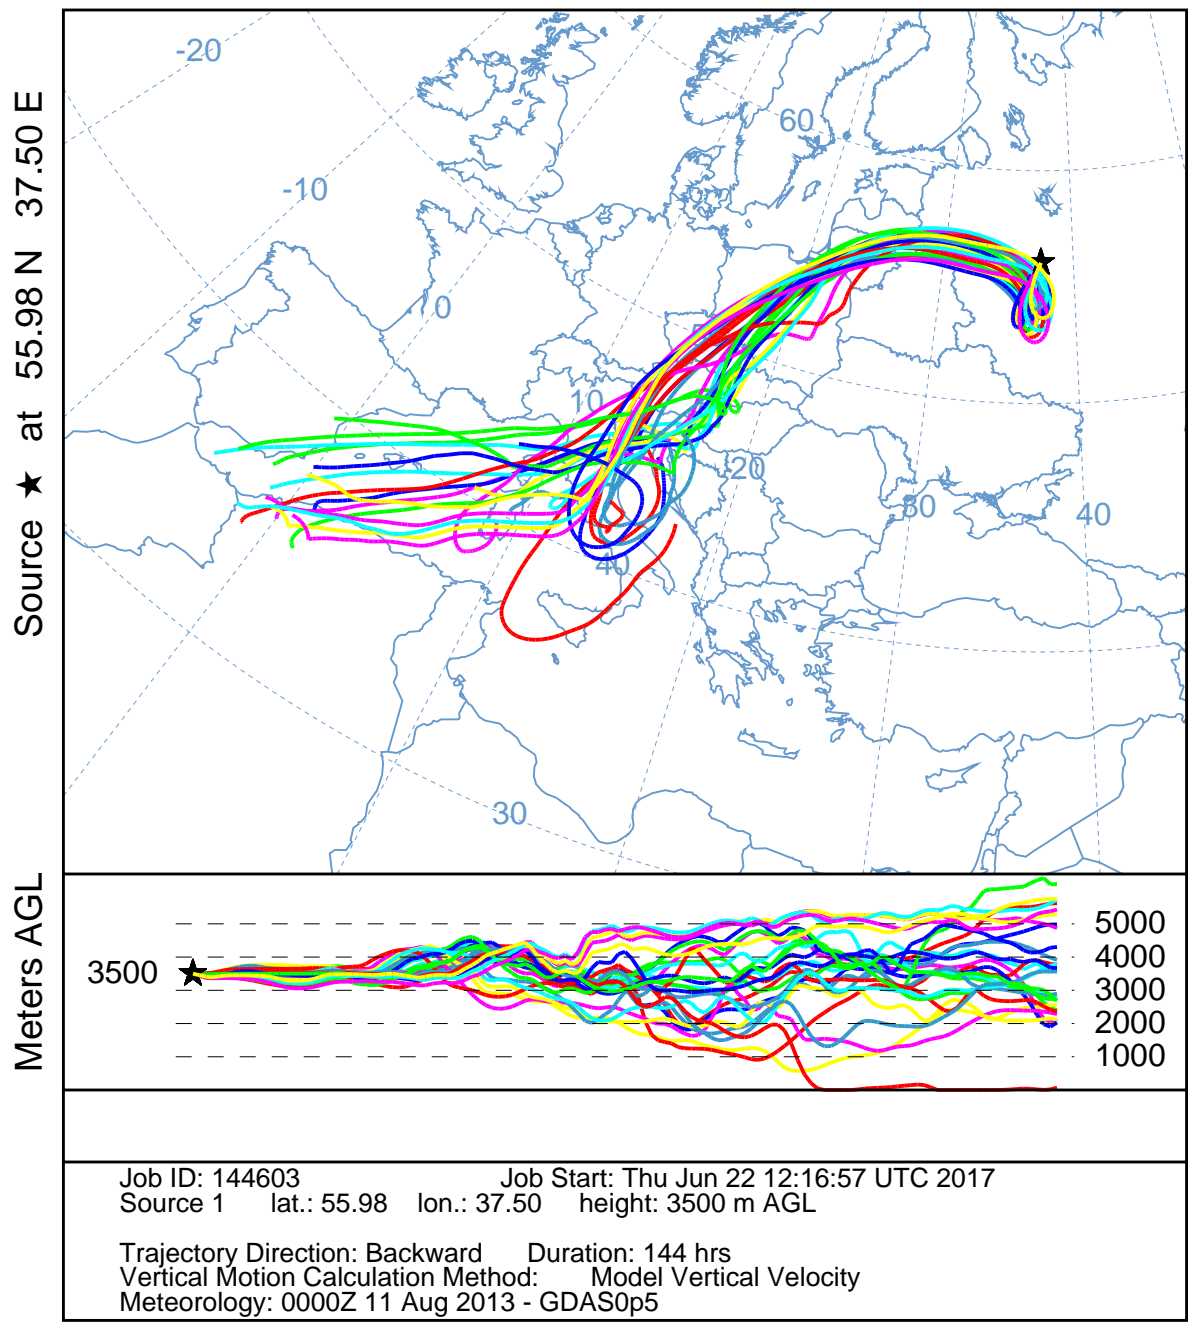 Source ★ at 55.98 N 37.50 E
-20
-10
60
10
20
30
40
40
30
Meters AGL
3500
5000
4000
3000
2000
1000
Job ID: 144603 Job Start: Thu Jun 22 12:16:57 UTC 2017
Source 1 lat.: 55.98 lon.: 37.50 height: 3500 m AGL
Trajectory Direction: Backward Duration: 144 hrs
Vertical Motion Calculation Method: Model Vertical Velocity
Meteorology: 0000Z 11 Aug 2013 - GDAS0p5